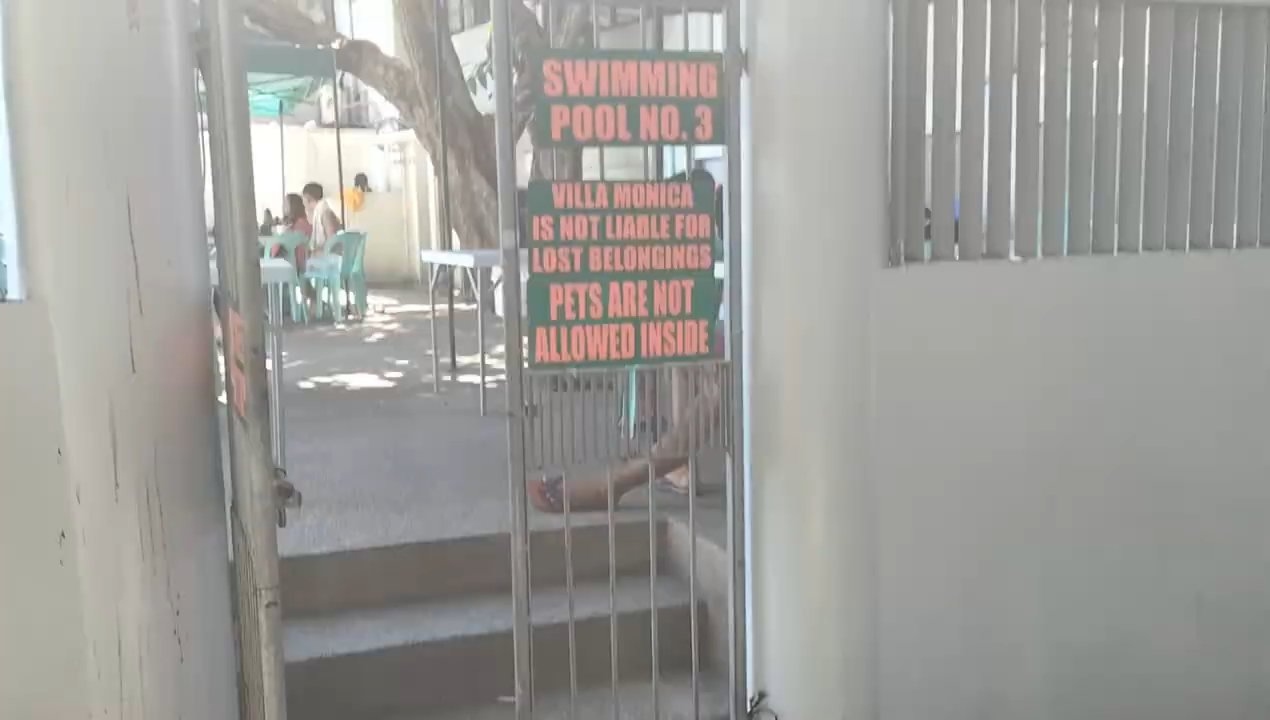 SWIMMING
POOL NO. 3
VILLA MONICA
IS NOT LIABLE FOR
LOST BELONGINGS
PETS ARE NOT
ALLOWED INSIDE